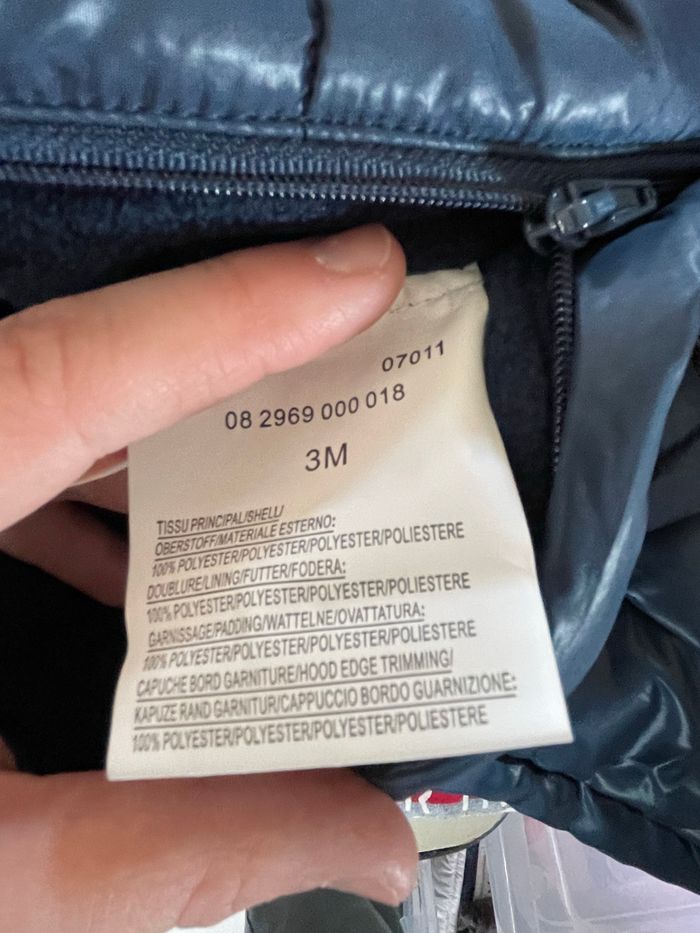 07011
08 2969 000 018
3M
TISSU PRINCIPAL/SHELL/
OBERSTOFF/MATERIALE ESTERNO:
100% POLYESTER/POLYESTER/POLYESTER/POLIESTERE
DOUBLURE/LINING/FUTTER/FODERA:
100% POLYESTER/POLYESTER/POLYESTER/POLIESTERE
GARNISSAGE/PADDING/WATTELNE/OVATTATURA:
100% POLYESTER/POLYESTER/POLYESTER/POLIESTERE
CAPUCHE BORD GARNITURE/HOOD EDGE TRIMMING/
KAPUZE RAND GARNITUR/CAPPUCCIO BORDO GUARNIZIONE:
100% POLYESTER/POLYESTER/POLYESTER/POLIESTERE